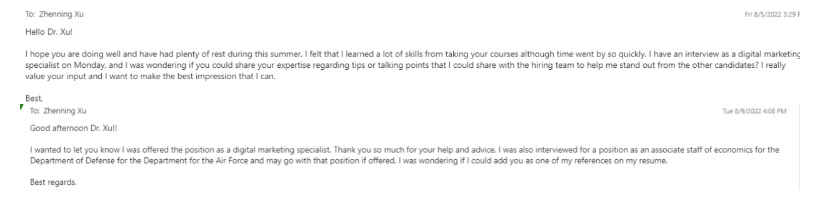 To: Zhenning Xu
Fri 8/5/2022 3:29 F
Hello Dr. Xu!
I hope you are doing well and have had plenty of rest during this summer. I felt that I learned a lot of skills from taking your courses although time went by so quickly. I have an interview as a digital marketing
specialist on Monday, and I was wondering if you could share your expertise regarding tips or talking points that I could share with the hiring team to help me stand out from the other candidates? I really
value your input and I want to make the best impression that I can.
Best,
To: Zhenning Xu
Tue 8/9/2022 4:08 PM
Good afternoon Dr. Xu!!
I wanted to let you know I was offered the position as a digital marketing specialist. Thank you so much for your help and advice. I was also interviewed for a position as an associate staff of economics for the
Department of Defense for the Department for the Air Force and may go with that position if offered. I was wondering if I could add you as one of my references on my resume.
Best regards,